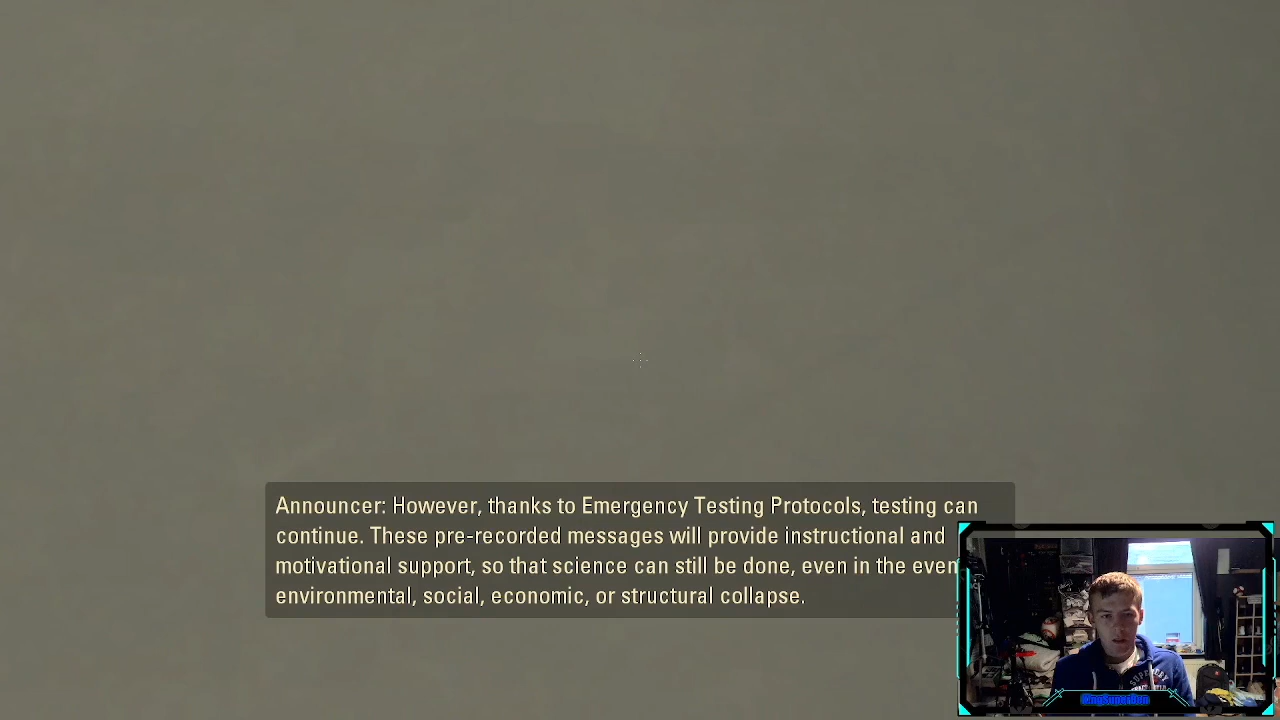 Announcer: However, thanks to Emergency Testing Protocols, testing can
continue. These pre-recorded messages will provide instructional and
motivational support, so that science can still be done, even in the even
environmental, social, economic, or structural collapse.